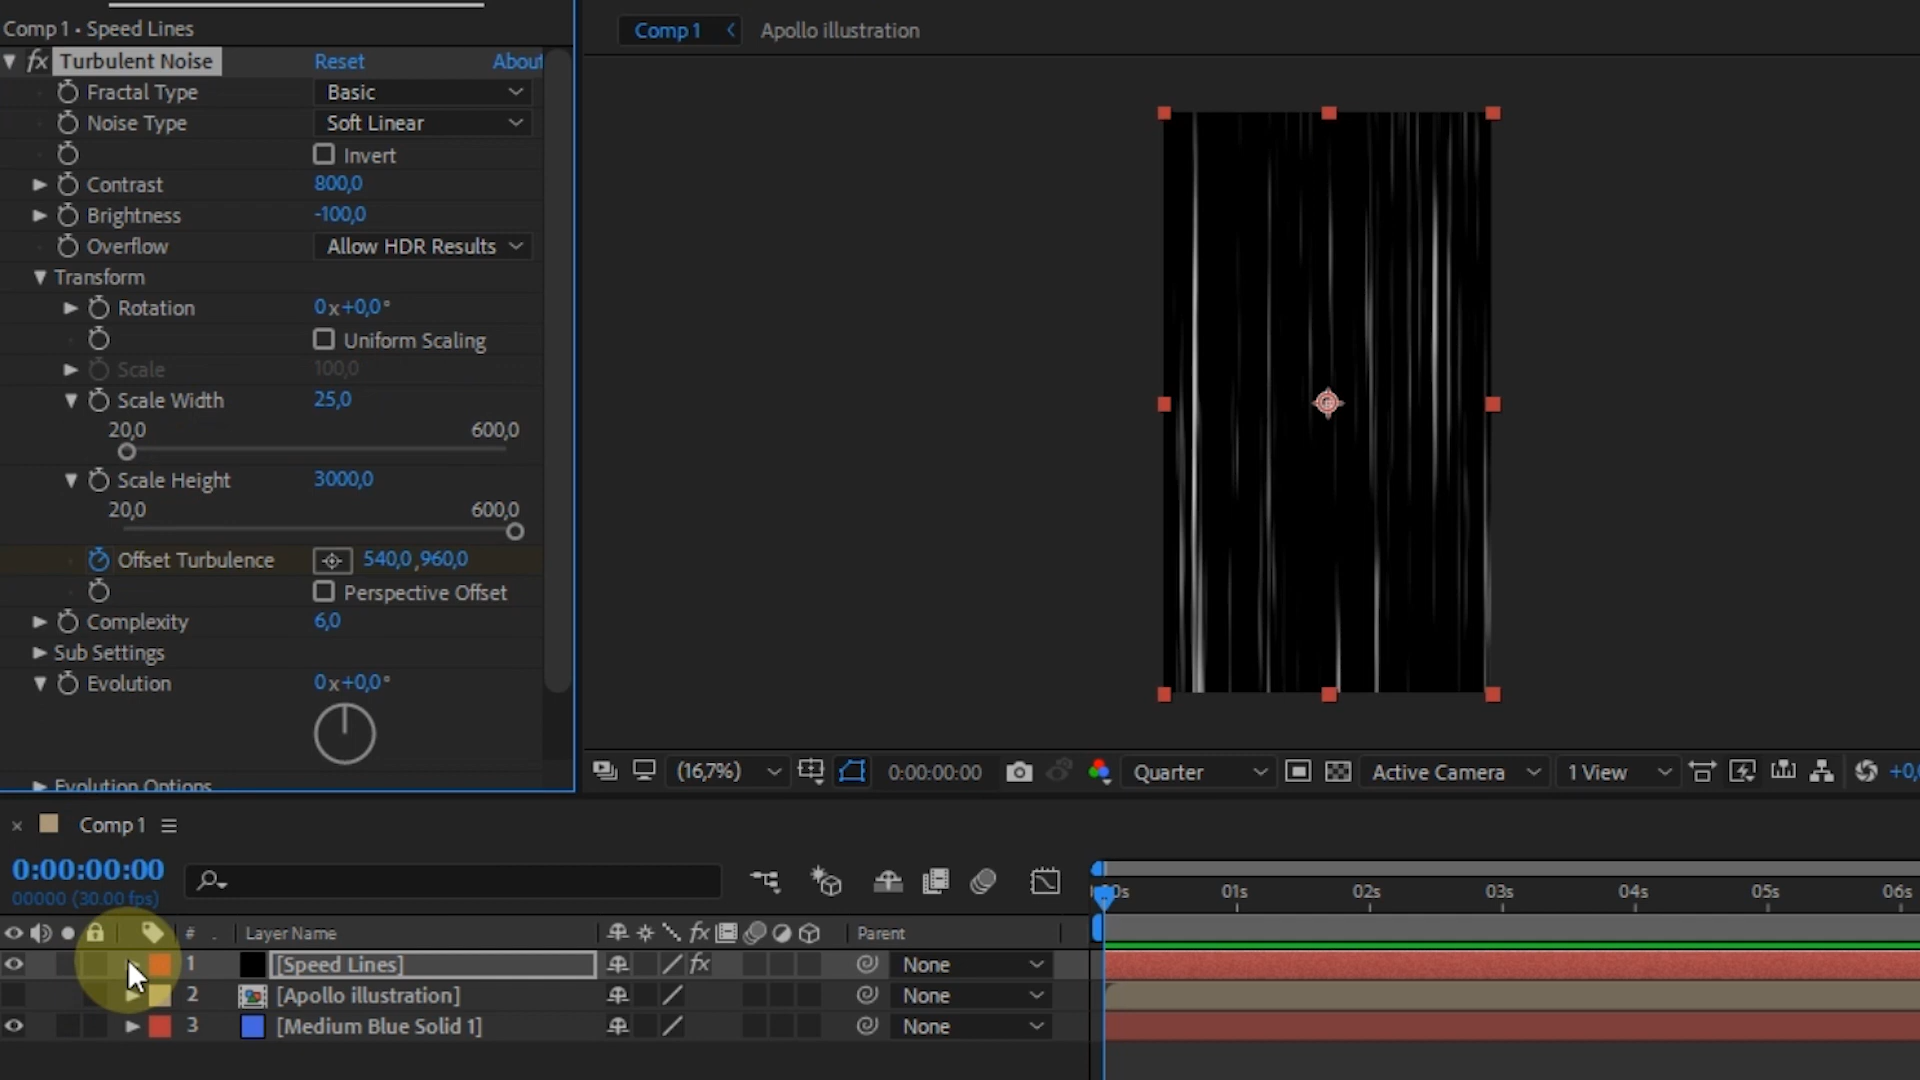 Comp 1 • Speed Lines
fx Turbulent Noise Reset About
Fractal Type Basic
Noise Type Soft Linear
Invert
Contrast 800,0
Brightness -100,0
Overflow Allow HDR Results
Transform
Rotation 0x+0,0°
Uniform Scaling
Scale 100,0
Scale Width 25,0
20,0 600,0
Scale Height 3000,0
20,0 600,0
Offset Turbulence 540,0,960,0
Perspective Offset
Complexity 6,0
Sub Settings
Evolution 0x+0,0°
Evolution Options
Comp 1 Apollo illustration
(16,7%) 0:00:00:00 Quarter Active Camera 1 View +0,0
Comp 1
0:00:00:00
00000 (30.00 fps)
00s 01s 02s 03s 04s 05s 06s
# . Layer Name fx Parent
1 [Speed Lines] fx None
2 [Apollo illustration] None
3 [Medium Blue Solid 1] None